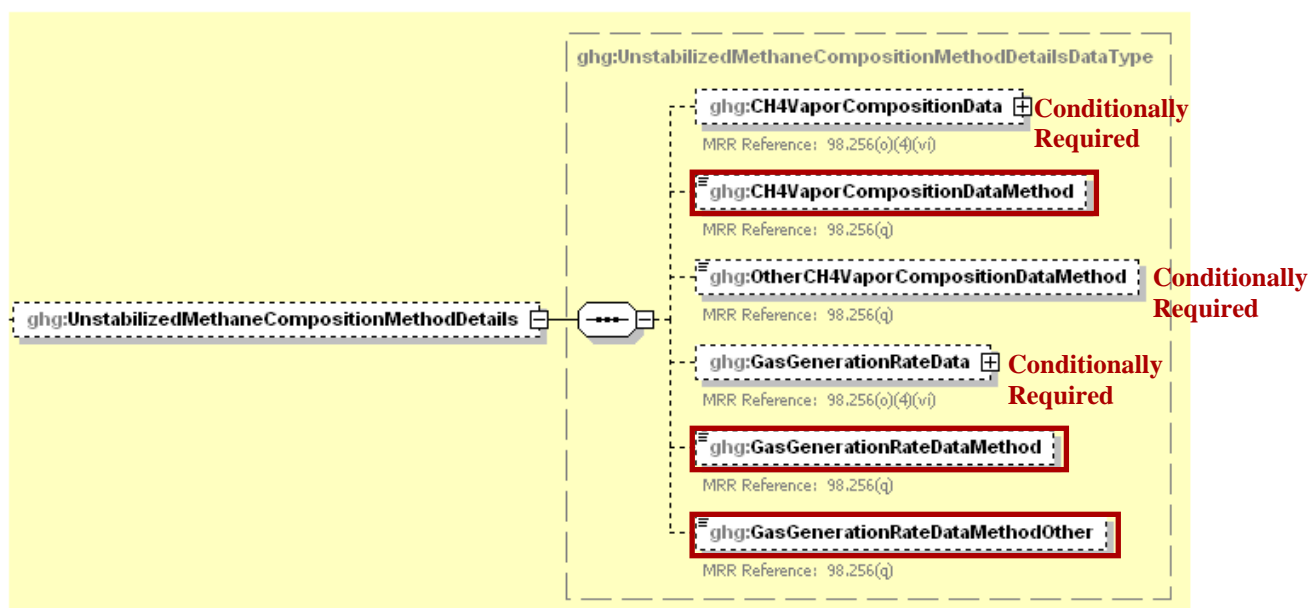 ghg:UnstabilizedMethaneCompositionMethodDetailsDataType
ghg:CH4VaporCompositionData
Conditionally
Required
MRR Reference: 98.256(o)(4)(vi)
ghg:CH4VaporCompositionDataMethod
MRR Reference: 98.256(q)
ghg:OtherCH4VaporCompositionDataMethod
Conditionally
Required
MRR Reference: 98.256(q)
ghg:UnstabilizedMethaneCompositionMethodDetails
ghg:GasGenerationRateData
Conditionally
Required
MRR Reference: 98.256(o)(4)(vi)
ghg:GasGenerationRateDataMethod
MRR Reference: 98.256(q)
ghg:GasGenerationRateDataMethodOther
MRR Reference: 98.256(q)